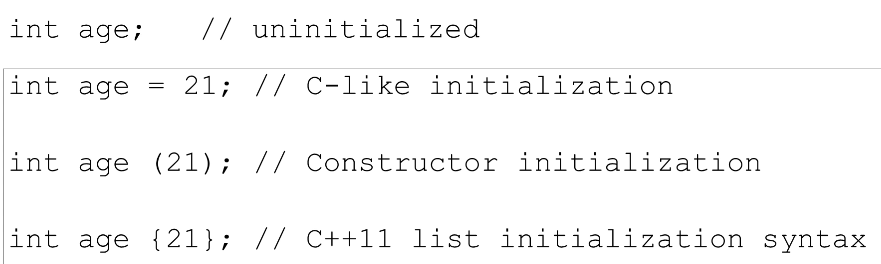 int age;   // uninitialized
int age = 21; // C-like initialization
int age (21); // Constructor initialization
int age {21}; // C++11 list initialization syntax